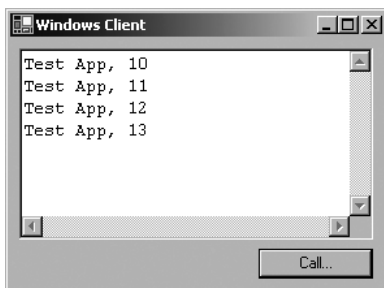 Windows Client
Test App, 10
Test App, 11
Test App, 12
Test App, 13
Call...